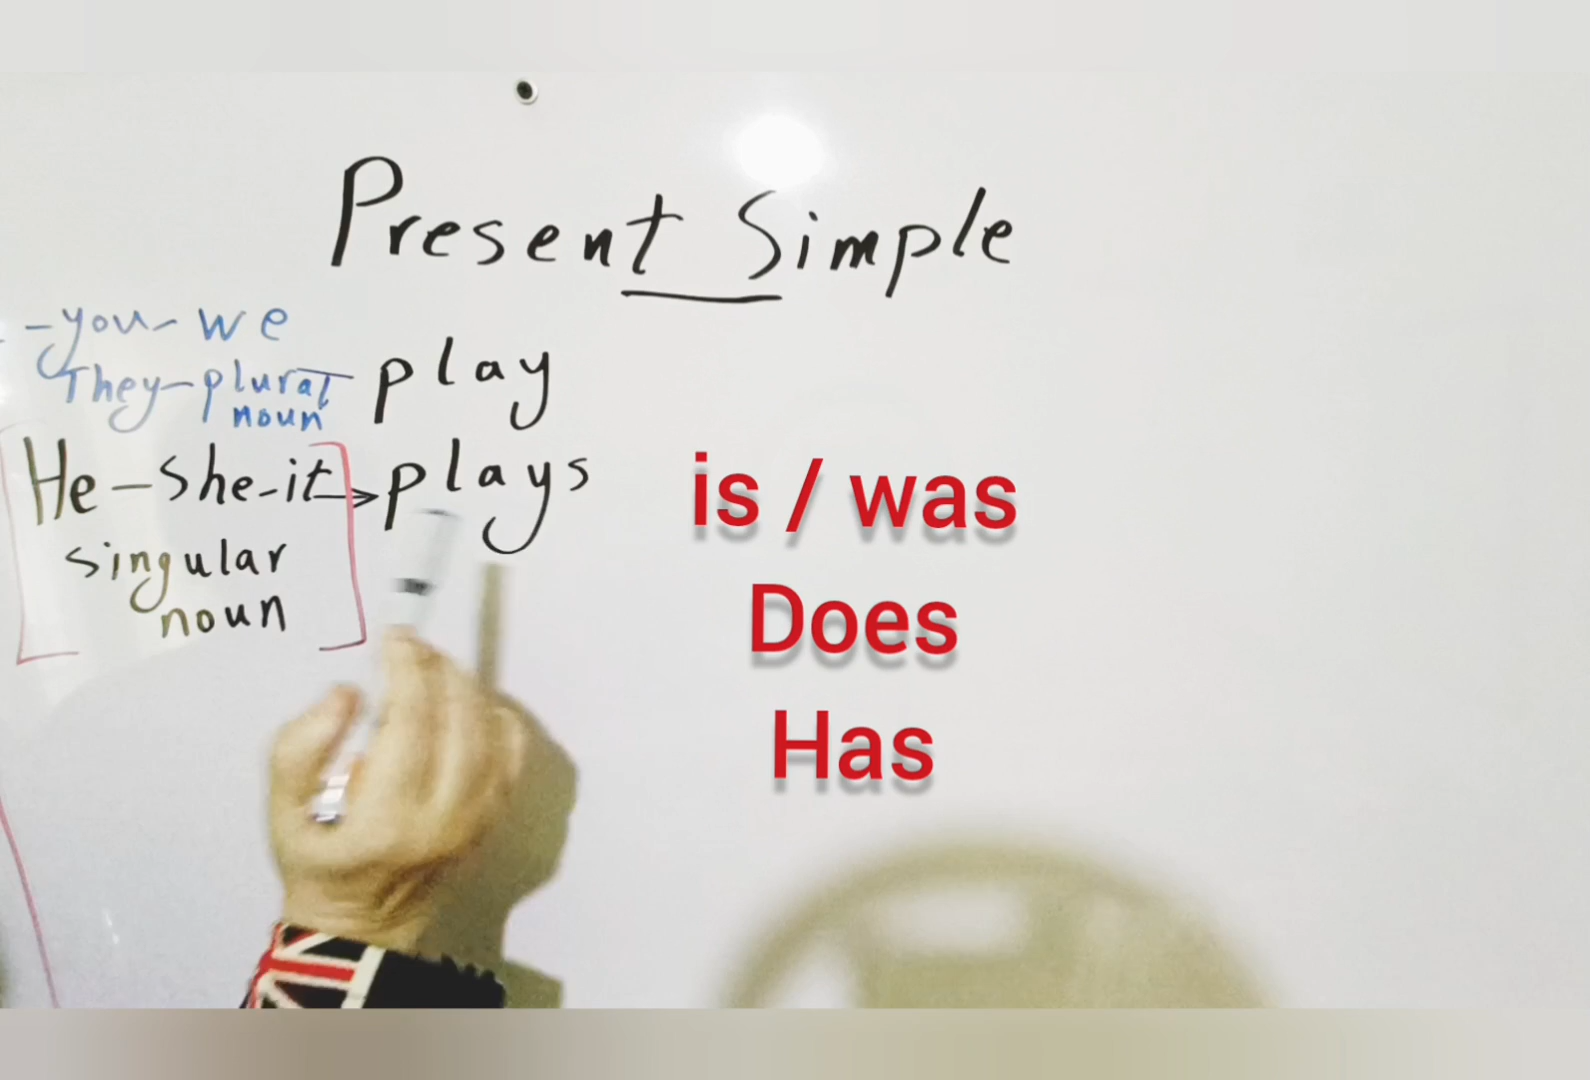 Present Simple
-you-we
They-plural play
noun
He-she-it→plays
singular
noun
is / was
Does
Has